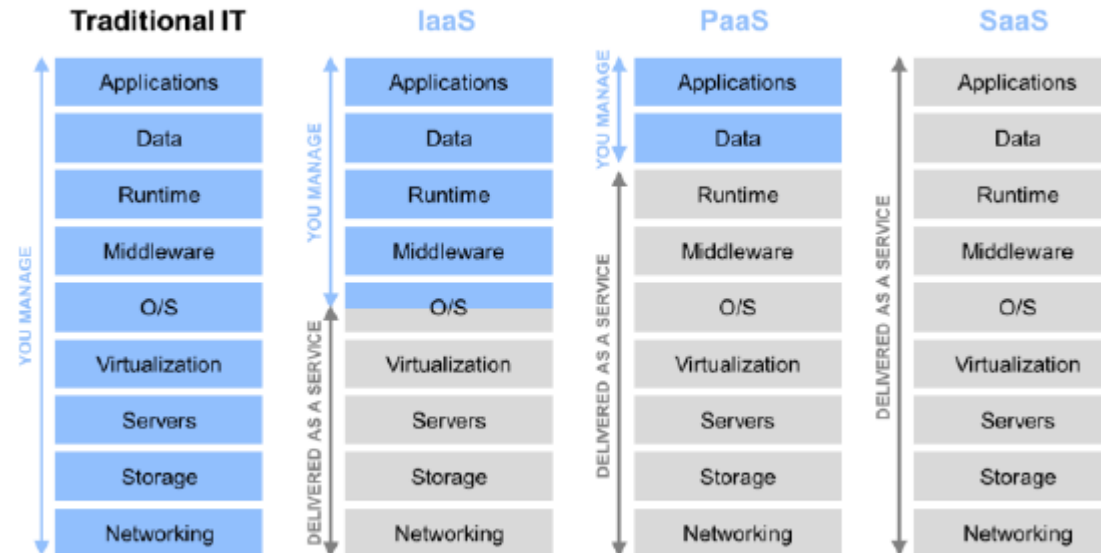 Traditional IT
IaaS
PaaS
SaaS
YOU MANAGE
Applications
Data
Runtime
Middleware
O/S
Virtualization
Servers
Storage
Networking
YOU MANAGE
DELIVERED AS A SERVICE
Applications
Data
Runtime
Middleware
O/S
Virtualization
Servers
Storage
Networking
YOU MANAGE
DELIVERED AS A SERVICE
Applications
Data
Runtime
Middleware
O/S
Virtualization
Servers
Storage
Networking
DELIVERED AS A SERVICE
Applications
Data
Runtime
Middleware
O/S
Virtualization
Servers
Storage
Networking